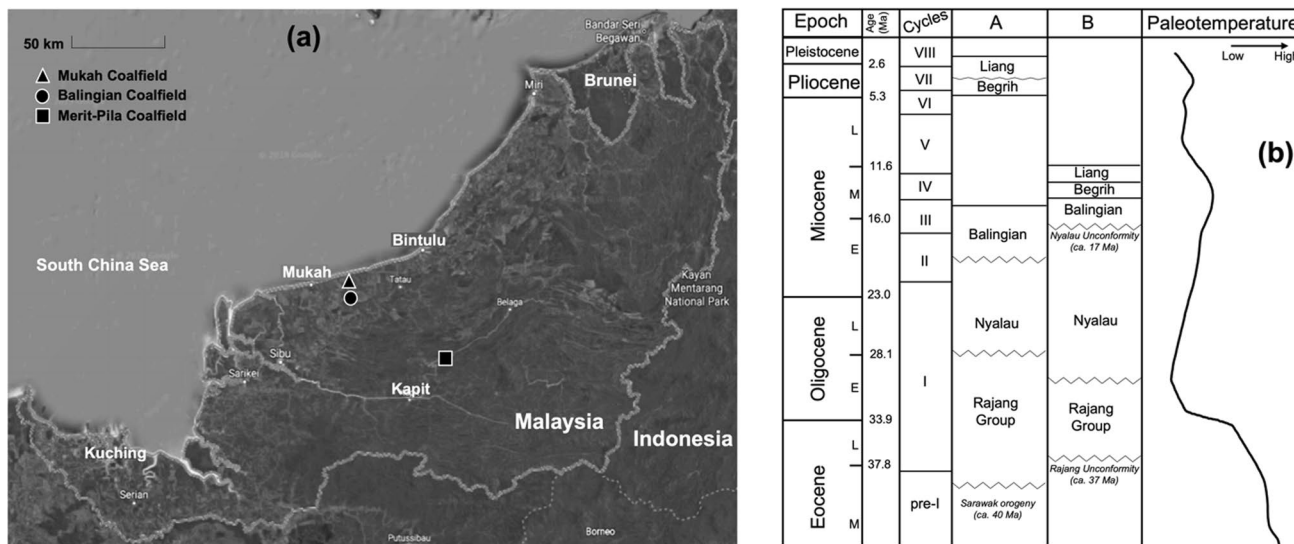 50 km
(a)
Mukah Coalfield
Balingian Coalfield
Merit-Pila Coalfield
Bandar Seri
Begawan
Brunei
Miri
South China Sea
Bintulu
Mukah
Tatau
Belaga
Kayan
Mentarang
National Park
Sibu
Sarikei
Kapit
Malaysia
Indonesia
Kuching
Serian
Putussibau
Borneo
Epoch Age (Ma) Cycles A B Paleotemperature
Low High
Pleistocene VIII
2.6 Liang
Pliocene VII
Begrih
5.3 VI
(b)
Miocene
L V
11.6
Liang
M IV Begrih
Balingian
16.0 III
Nyalau Unconformity
(ca. 17 Ma)
Balingian
E II
23.0
Oligocene
L Nyalau Nyalau
28.1
E I
Rajang
Group
Rajang
Group
33.9
Eocene
L
37.8
Rajang Unconformity
(ca. 37 Ma)
pre-I
Sarawak orogeny
(ca. 40 Ma)
M